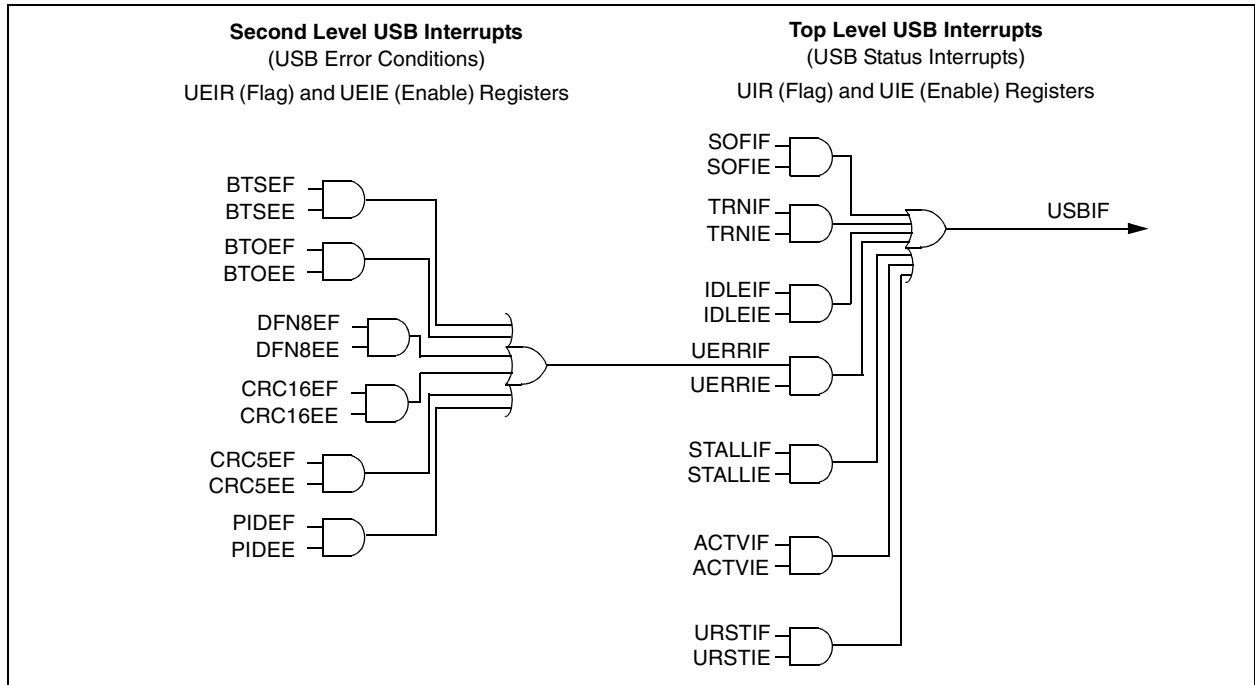 Second Level USB Interrupts
(USB Error Conditions)
UEIR (Flag) and UEIE (Enable) Registers
BTSEF
BTSEE
BTOEF
BTOEE
DFN8EF
DFN8EE
CRC16EF
CRC16EE
CRC5EF
CRC5EE
PIDEF
PIDEE
Top Level USB Interrupts
(USB Status Interrupts)
UIR (Flag) and UIE (Enable) Registers
SOFIF
SOFIE
TRNIF
TRNIE
IDLEIF
IDLEIE
UERRIF
UERRIE
STALLIF
STALLIE
ACTVIF
ACTVIE
URSTIF
URSTIE
USBIF